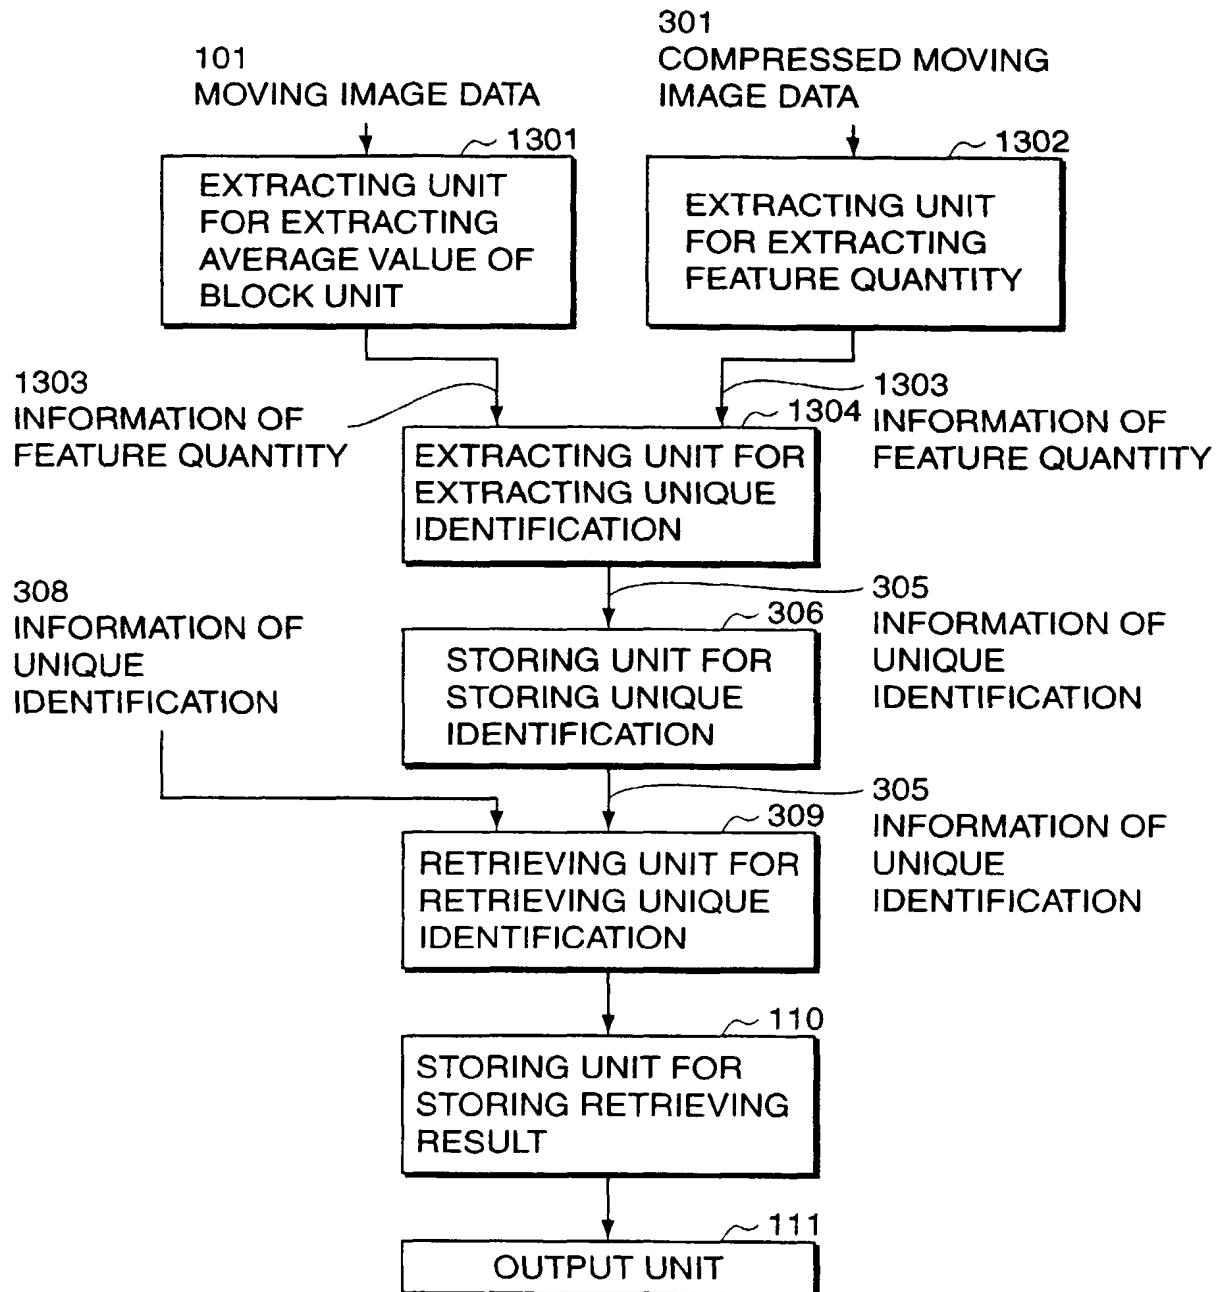 101
MOVING IMAGE DATA
301
COMPRESSED MOVING
IMAGE DATA
1301
EXTRACTING UNIT
FOR EXTRACTING
AVERAGE VALUE OF
BLOCK UNIT
1302
EXTRACTING UNIT
FOR EXTRACTING
FEATURE QUANTITY
1303
INFORMATION OF
FEATURE QUANTITY
1303
INFORMATION OF
FEATURE QUANTITY
1304
EXTRACTING UNIT FOR
EXTRACTING UNIQUE
IDENTIFICATION
308
INFORMATION OF
UNIQUE
IDENTIFICATION
305
INFORMATION OF
UNIQUE
IDENTIFICATION
306
STORING UNIT FOR
STORING UNIQUE
IDENTIFICATION
305
INFORMATION OF
UNIQUE
IDENTIFICATION
309
RETRIEVING UNIT FOR
RETRIEVING UNIQUE
IDENTIFICATION
110
STORING UNIT FOR
STORING RETRIEVING
RESULT
111
OUTPUT UNIT